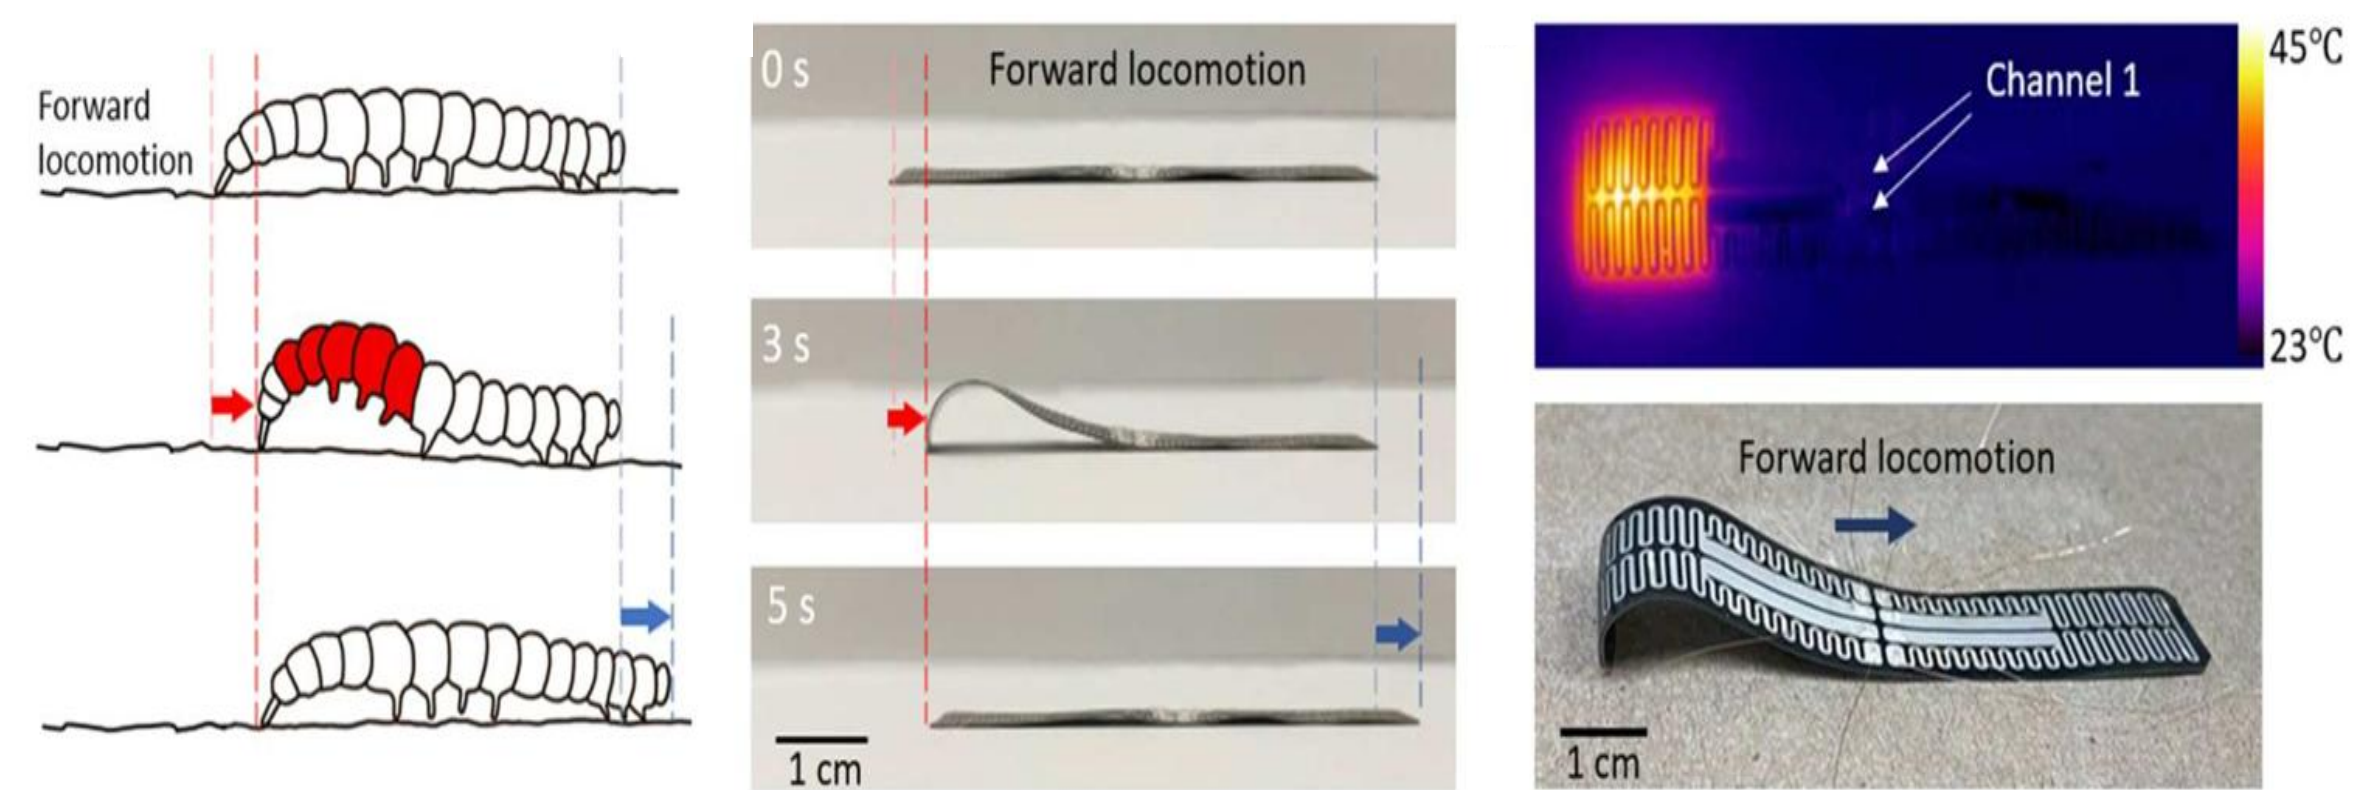 Forward
locomotion
0 s
Forward locomotion
3 s
5 s
1 cm
Channel 1
45°C
23°C
Forward locomotion
1 cm